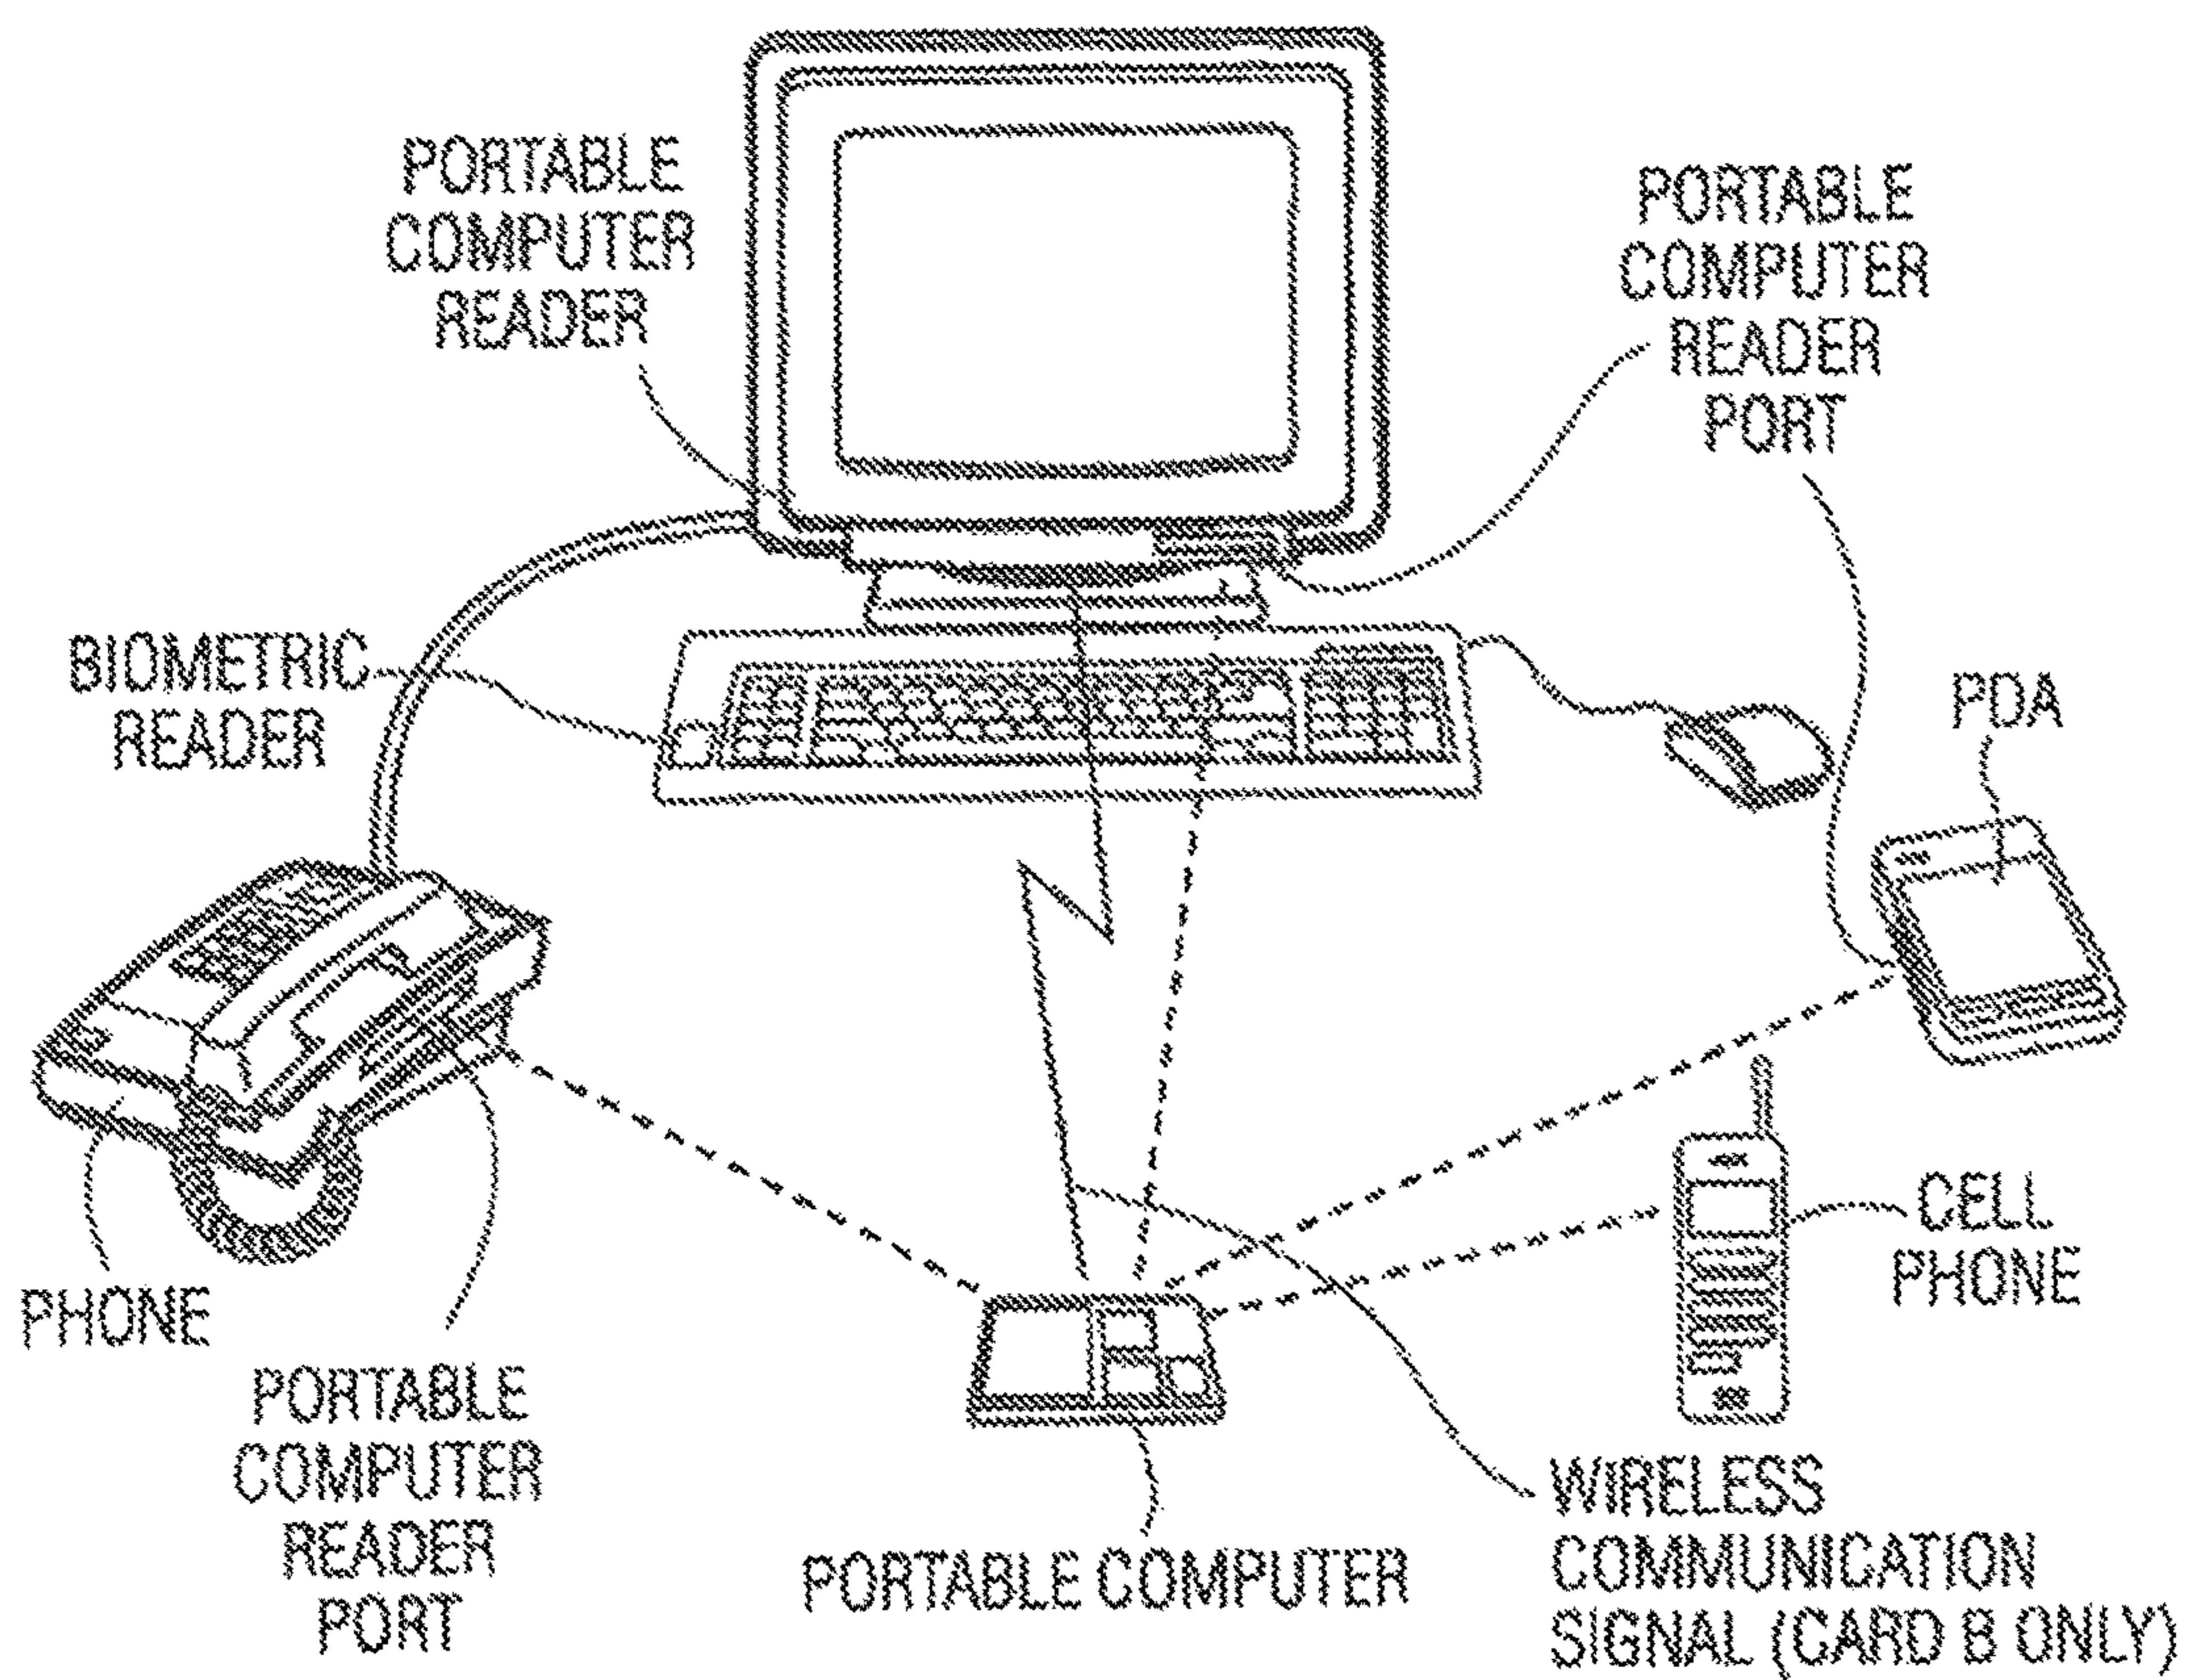 PORTABLE
COMPUTER
READER
PORTABLE
COMPUTER
READER
PORT
BIOMETRIC
READER
PDA
CELL
PHONE
PHONE
PORTABLE
COMPUTER
READER
PORT
PORTABLE COMPUTER
WIRELESS
COMMUNICATION
SIGNAL (CARD B ONLY)